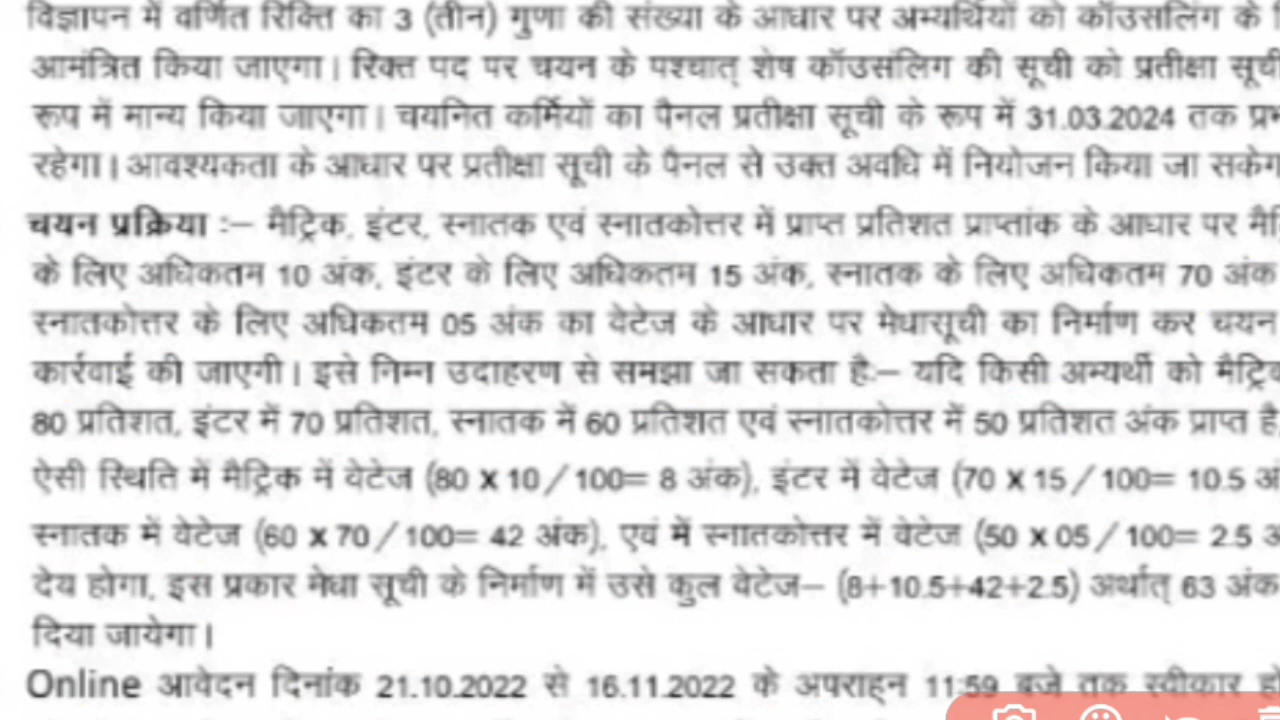 विज्ञापन में वर्णित रिक्ति का 3 (तीन) गुणा की संख्या के आधार पर अभ्यर्थियों को कॉउसलिंग के
आमंत्रित किया जाएगा। रिक्त पद पर चयन के पश्चात् शेष कॉउसंलिग की सूची को प्रतीक्षा सूची
रूप में मान्य किया जाएगा। चयनित कर्मियों का पैनल प्रतीक्षा सूची के रूप में 31.03.2024 तक
रहेगा। आवश्यकता के आधार पर प्रतीक्षा सूची के पैनल से उक्त अवधि में नियोजन किया जा
चयन प्रक्रिया :– मैट्रिक, इंटर, स्नातक एवं स्नातकोत्तर में प्राप्त प्रतिशत प्राप्तांक के आधार पर
के लिए अधिकतम 10 अंक, इंटर के लिए अधिकतम 15 अंक, स्नातक के लिए अधिकतम 70 अंक
स्नातकोत्तर के लिए अधिकतम 05 अंक का वेटेज के आधार पर मेधासूची का निर्माण कर चयन
कार्रवाई की जाएगी। इसे निम्न उदाहरण से समझा जा सकता है:– यदि किसी अभ्यर्थी को
80 प्रतिशत, इंटर में 70 प्रतिशत, स्नातक में 60 प्रतिशत एवं स्नातकोत्तर में 50 प्रतिशत अंक प्राप्त है
ऐसी स्थिति में मैट्रिक में वेटेज (80 x 10/100= 8 अंक), इंटर में वेटेज (70 x 15/100= 10.5
स्नातक में वेटेज (60 x 70/100= 42 अंक), एवं में स्नातकोत्तर में वेटेज (50 x 05/100= 2.5
देय होगा, इस प्रकार मेधा सूची के निर्माण में उसे कुल वेटेज– (8+10.5+42+2.5) अर्थात् 63 अंक
दिया जायेगा।
Online आवेदन दिनांक 21.10.2022 से 16.11.2022 के अपराहन 11:59 बजे तक स्वीकार